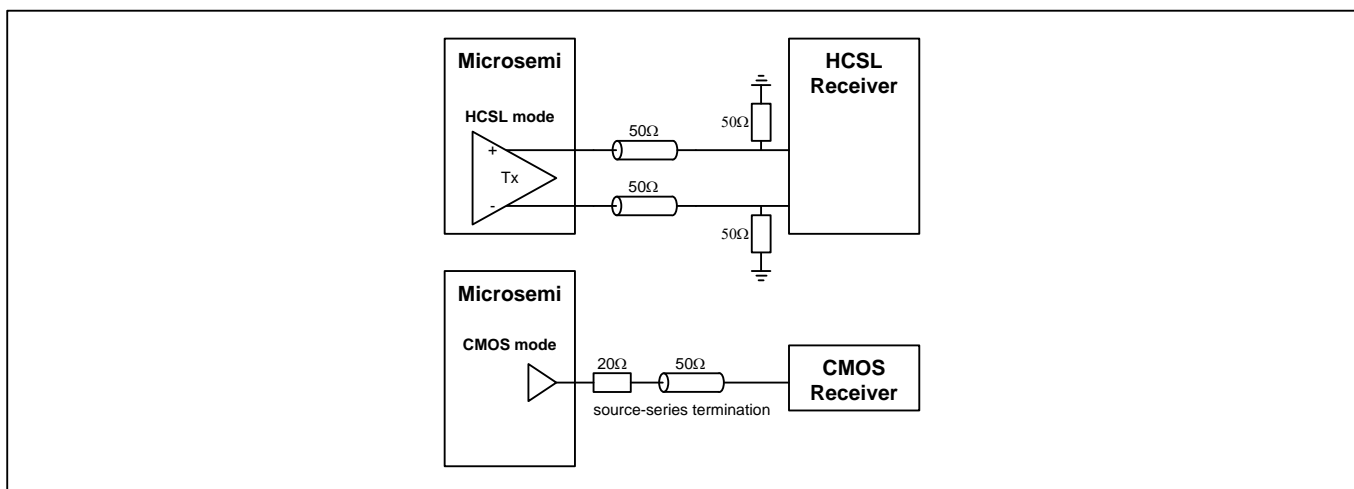 Microsemi
HCSL mode
+
Tx
-
50Ω
50Ω
50Ω
50Ω
HCSL
Receiver
Microsemi
CMOS mode
20Ω
50Ω
source-series termination
CMOS
Receiver